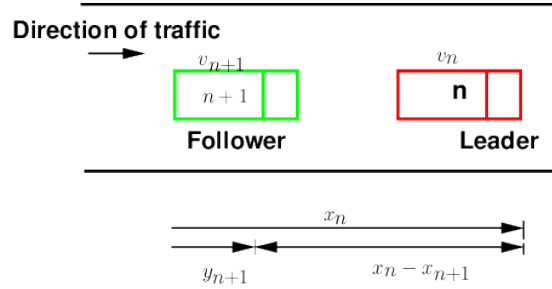 Direction of traffic
v_{n+1} v_n
n + 1 n
Follower Leader
x_n
y_{n+1} x_n − x_{n+1}